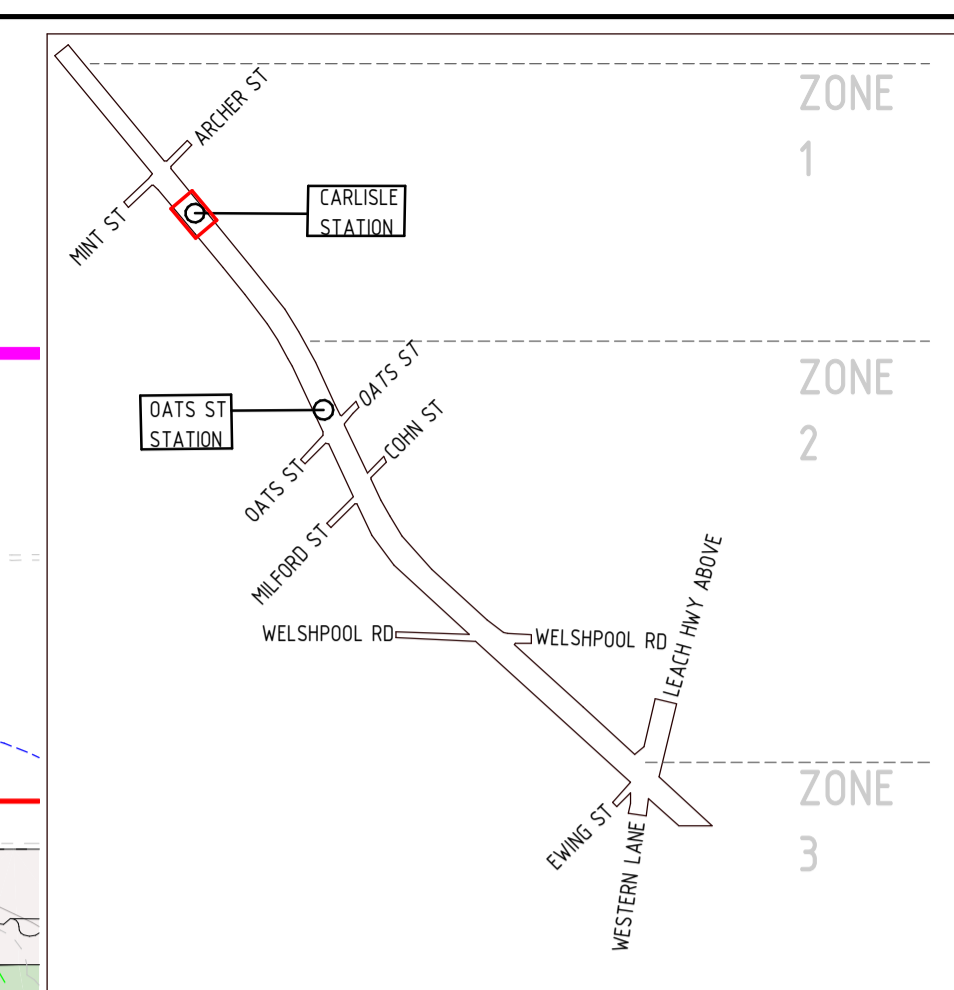 ZONE
1
ARCHER ST
CARLISLE
STATION
MINT ST
ZONE
2
OATS ST
OATS ST
STATION
COHN ST
OATS ST
MILFORD ST
WELSHPOOL RD
WELSHPOOL RD
LEACH HWY ABOVE
ZONE
3
EWING ST
WESTERN LANE